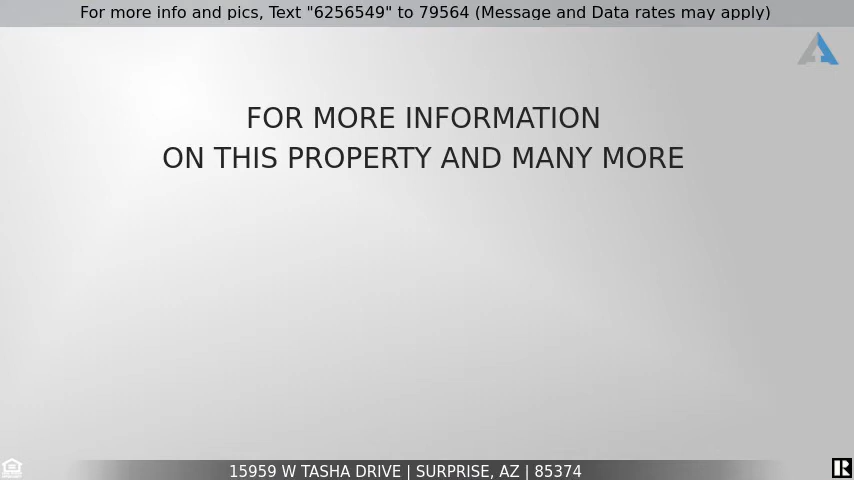 For more info and pics, Text "6256549" to 79564 (Message and Data rates may apply)
FOR MORE INFORMATION
ON THIS PROPERTY AND MANY MORE
15959 W TASHA DRIVE | SURPRISE, AZ | 85374